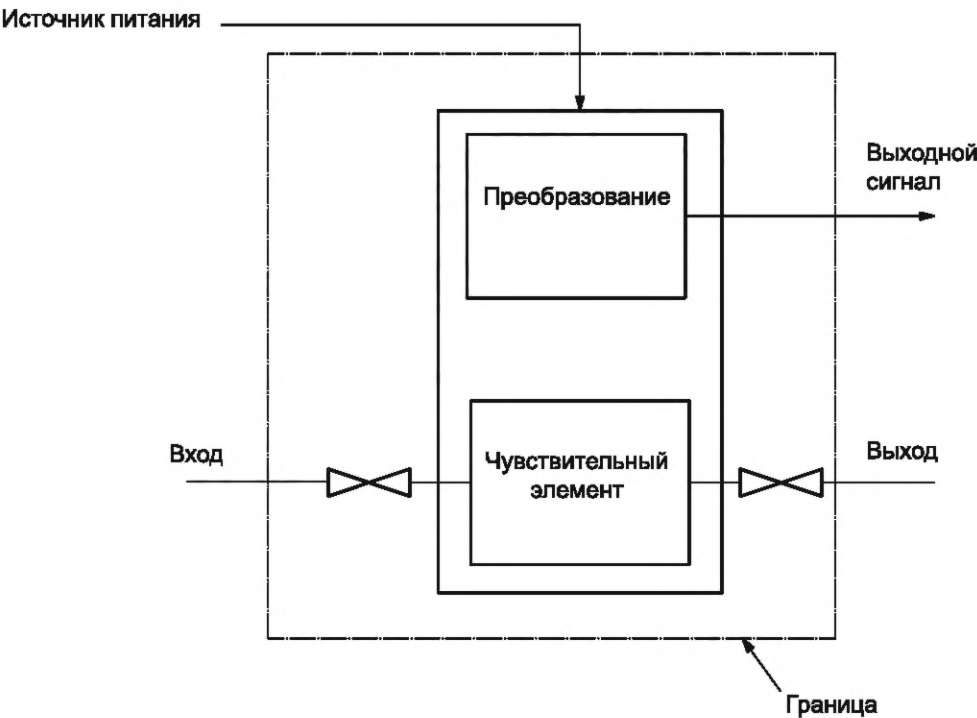 Источник питания
Выходной
сигнал
Преобразование
Вход
Чувствительный
элемент
Выход
Граница